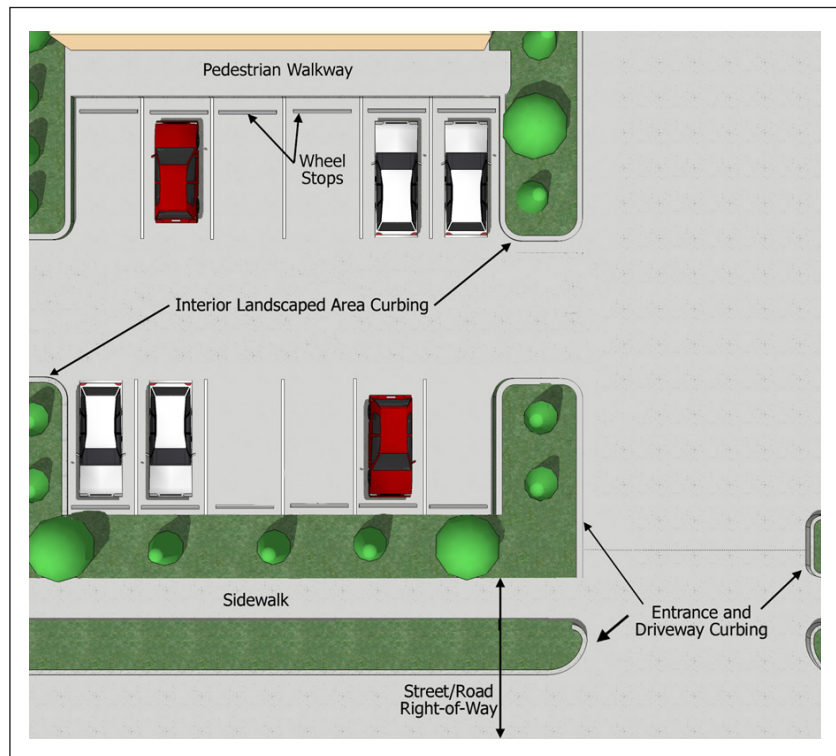 Pedestrian Walkway
Wheel
Stops
Interior Landscaped Area Curbing
Sidewalk
Entrance and
Driveway Curbing
Street/Road
Right-of-Way